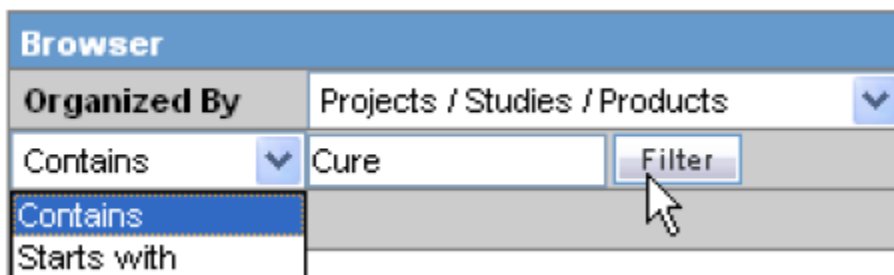 Browser
Organized By Projects / Studies / Products
Contains Cure Filter
Contains
Starts with